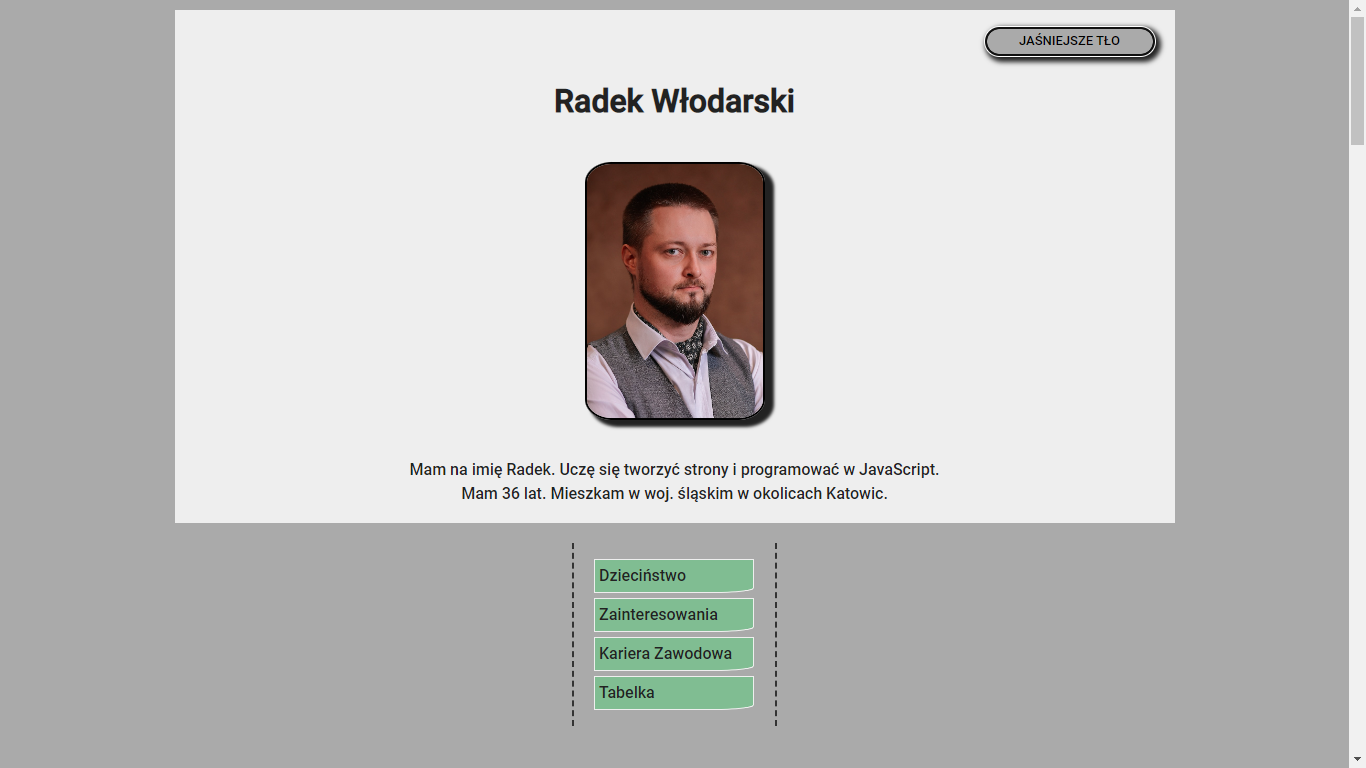 JAŚNIEJSZE TŁO
Radek Włodarski
Mam na imię Radek. Uczę się tworzyć strony i programować w JavaScript.
Mam 36 lat. Mieszkam w woj. śląskim w okolicach Katowic.
Dzieciństwo
Zainteresowania
Kariera Zawodowa
Tabelka